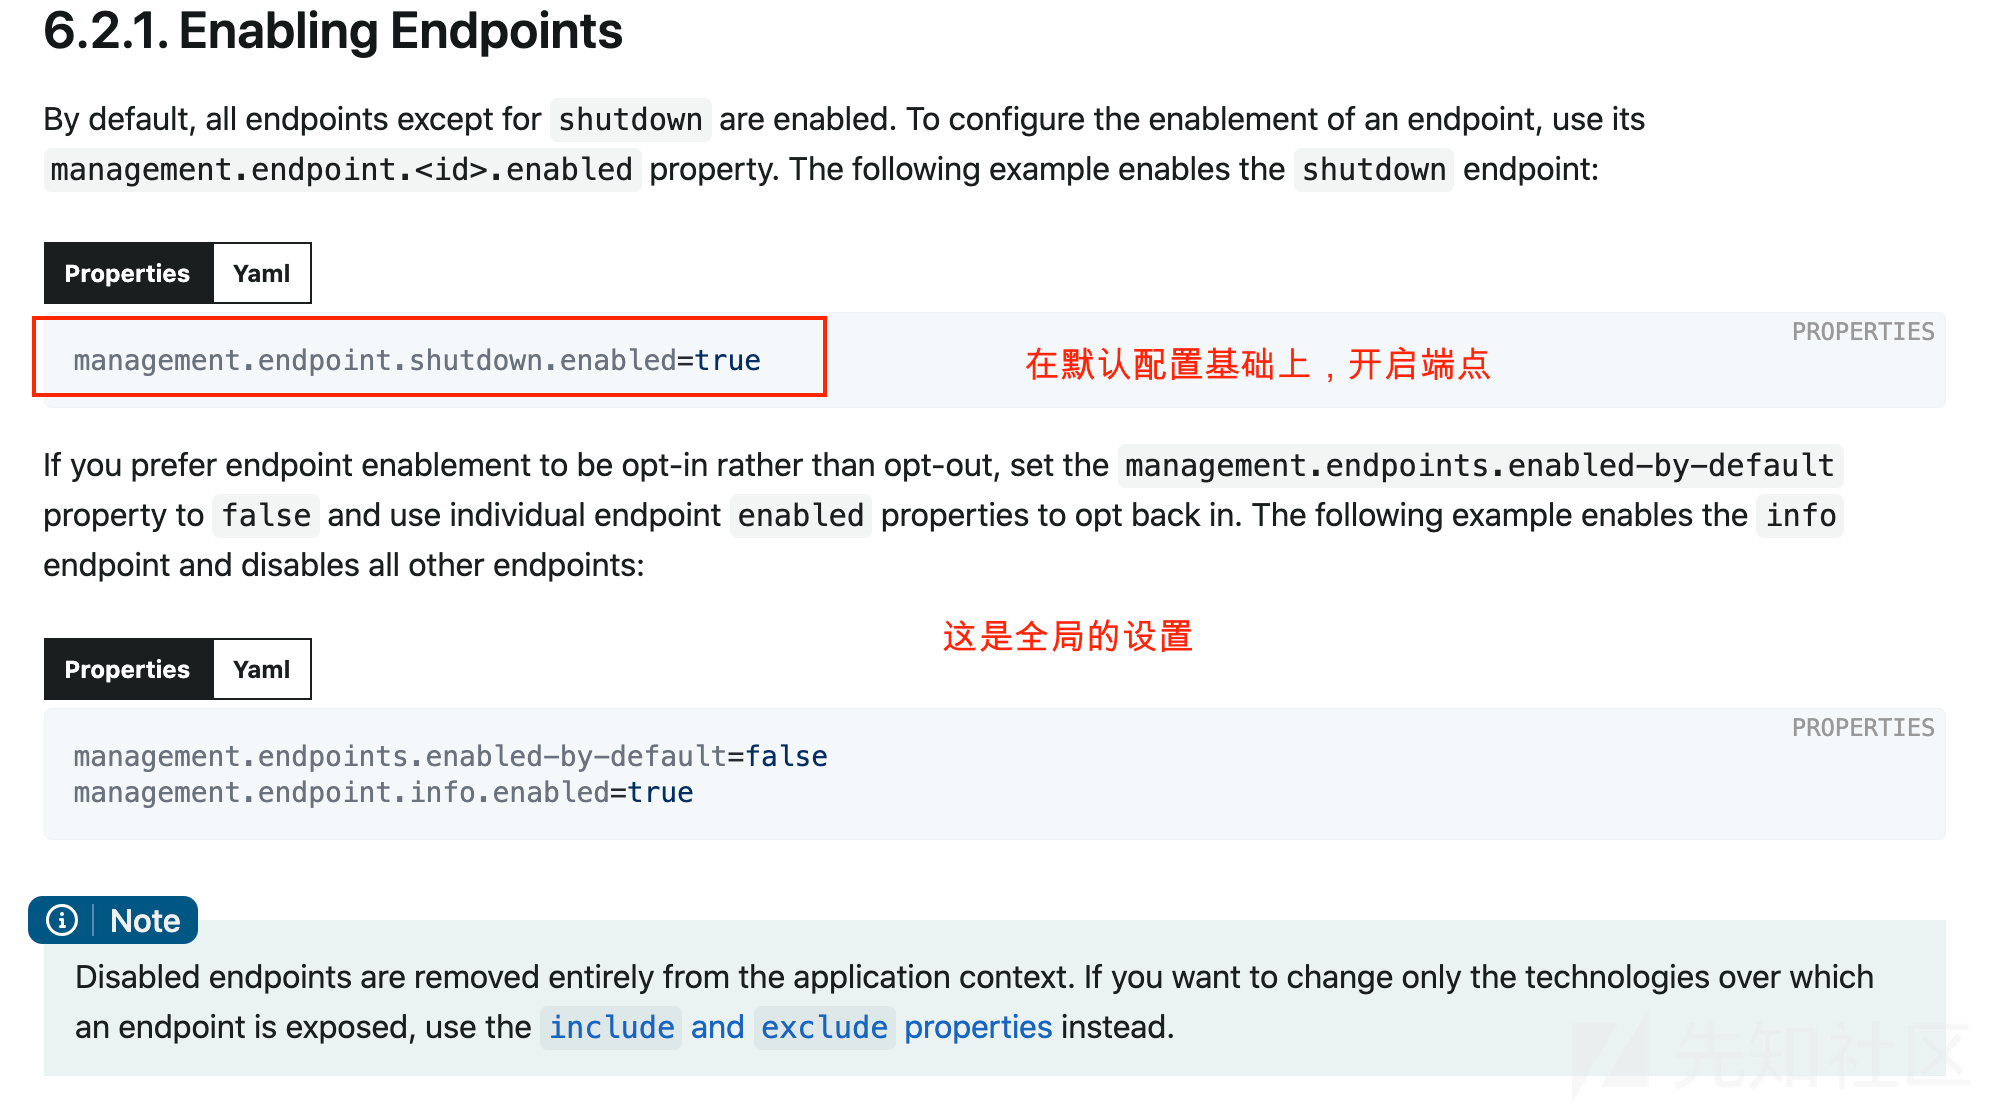 6.2.1. Enabling Endpoints
By default, all endpoints except for shutdown are enabled. To configure the enablement of an endpoint, use its
management.endpoint.<id>.enabled property. The following example enables the shutdown endpoint:
Properties Yaml
PROPERTIES
management.endpoint.shutdown.enabled=true
在默认配置基础上，开启端点
If you prefer endpoint enablement to be opt-in rather than opt-out, set the management.endpoints.enabled-by-default
property to false and use individual endpoint enabled properties to opt back in. The following example enables the info
endpoint and disables all other endpoints:
这是全局的设置
Properties Yaml
PROPERTIES
management.endpoints.enabled-by-default=false
management.endpoint.info.enabled=true
Note
Disabled endpoints are removed entirely from the application context. If you want to change only the technologies over which
an endpoint is exposed, use the include and exclude properties instead.
先知社区